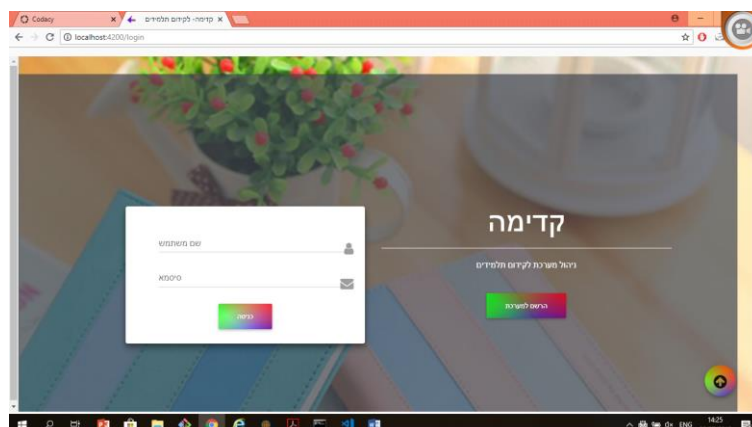 Codacy
קדימה- לקידום תלמידים
localhost:4200/login
קדימה
ניהול מערכת לקידום תלמידים
הרשם למערכת
שם משתמש
סיסמא
כניסה
ENG
14:25